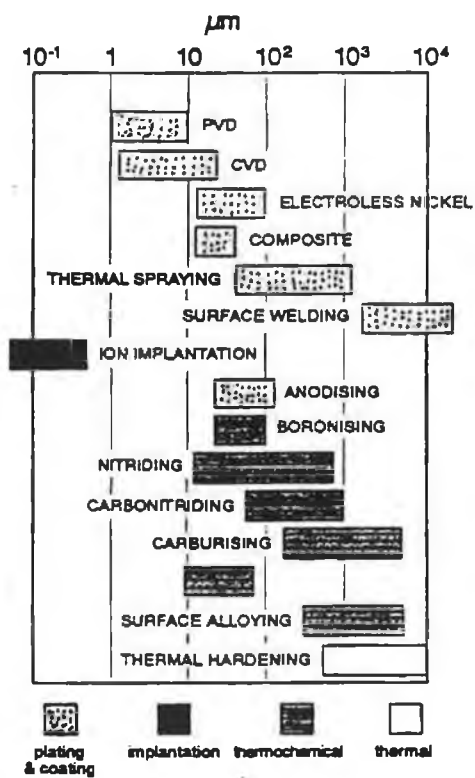 μm
10⁻¹ 1 10 10² 10³ 10⁴
PVD
CVD
ELECTROLESS NICKEL
COMPOSITE
THERMAL SPRAYING
SURFACE WELDING
ION IMPLANTATION
ANODISING
BORONISING
NITRIDING
CARBONITRIDING
CARBURISING
SURFACE ALLOYING
THERMAL HARDENING
plating & coating
implantation
thermochemical
thermal